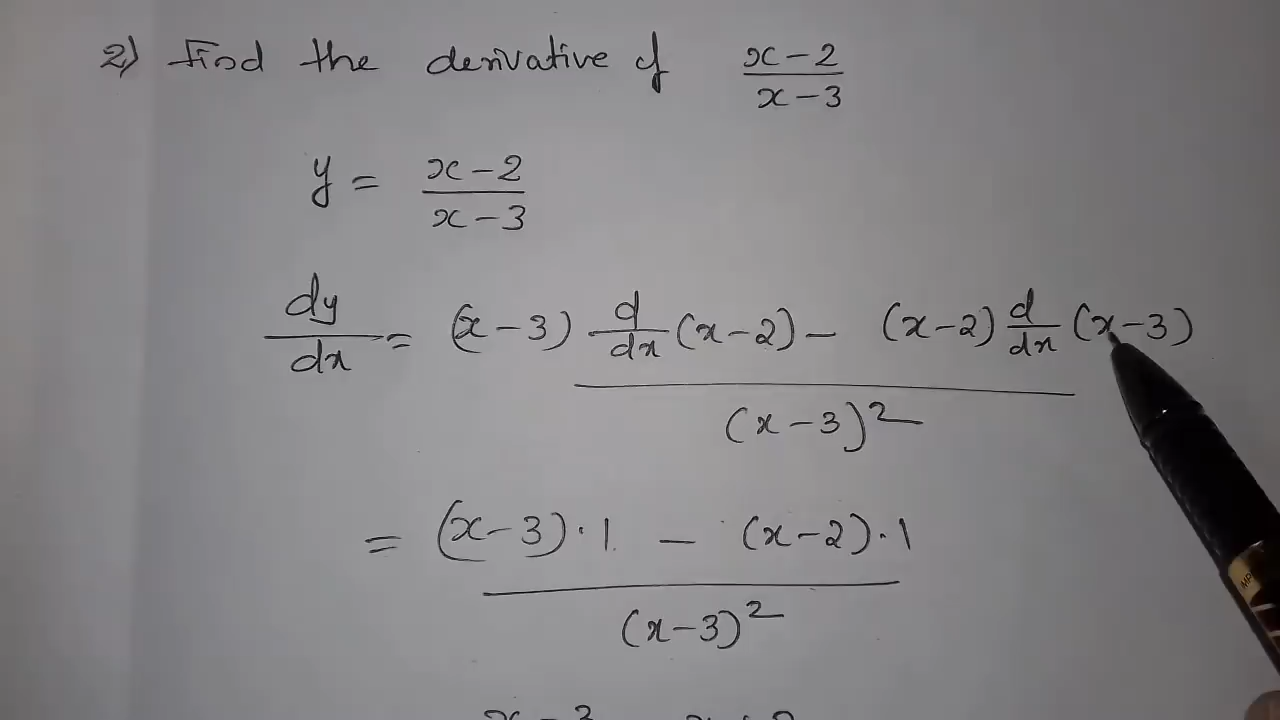 2) Find the derivative of (x-2)/(x-3)
y = (x-2)/(x-3)
dy/dx = ((x-3) d/dx (x-2) - (x-2) d/dx (x-3)) / (x-3)²
= ((x-3)·1 - (x-2)·1) / (x-3)²